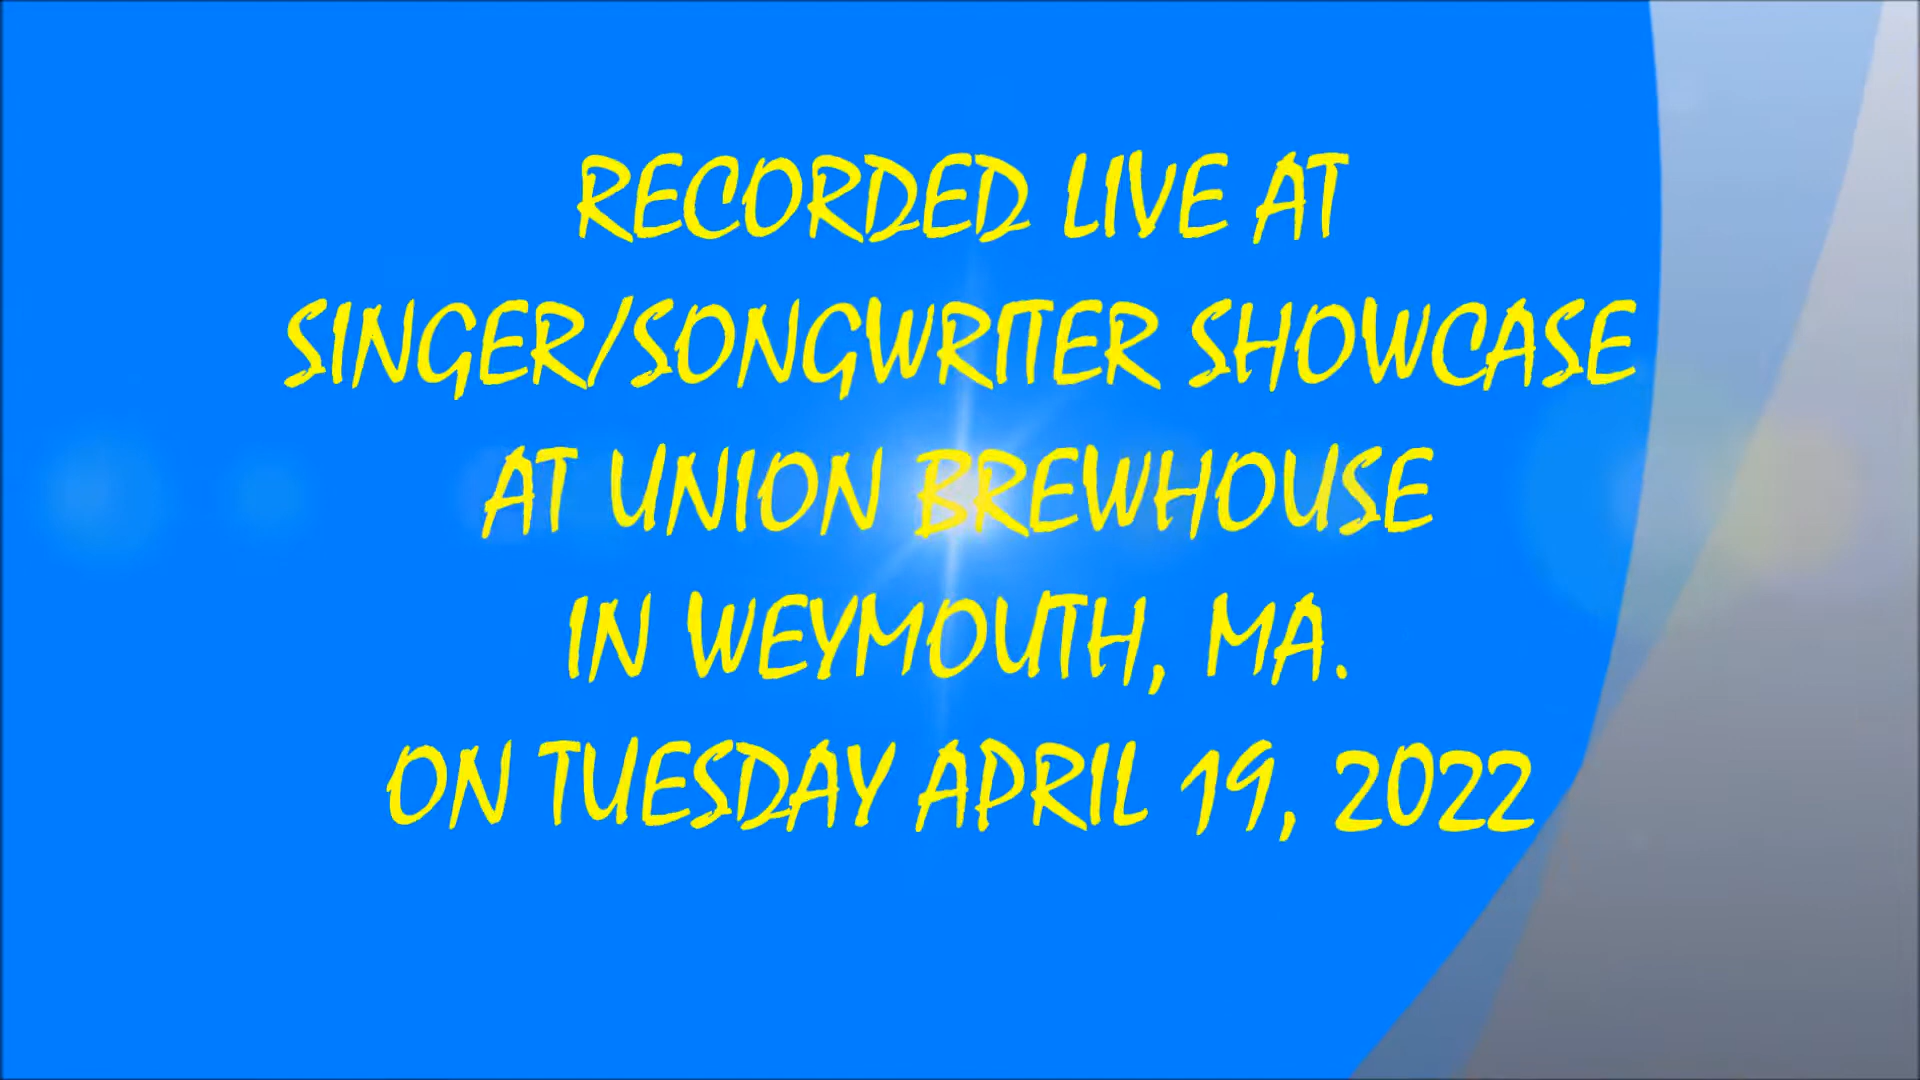 RECORDED LIVE AT
SINGER/SONGWRITER SHOWCASE
AT UNION BREWHOUSE
IN WEYMOUTH, MA.
ON TUESDAY APRIL 19, 2022